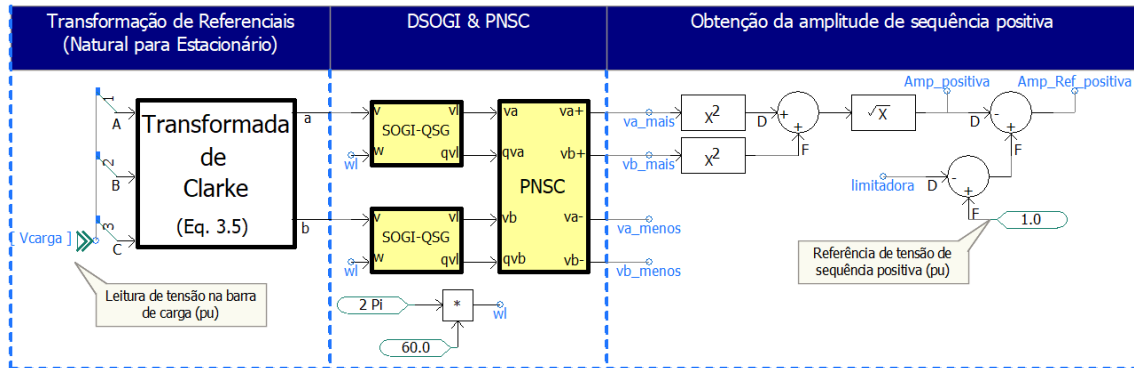 Transformação de Referenciais
(Natural para Estacionário)
DSOGI & PNSC
Obtenção da amplitude de sequência positiva
1
A
2
B
3
C
[ Vcarga ]
Transformada
de
Clarke
(Eq. 3.5)
a
b
Leitura de tensão na barra
de carga (pu)
v
vl
SOGI-QSG
w
qvl
wl
v
vl
SOGI-QSG
w
qvl
wl
va
va+
qva
vb+
PNSC
vb
va-
qvb
vb-
2 Pi
*
wl
60.0
va_mais
vb_mais
va_menos
vb_menos
X²
X²
D
+
+
F
√X
Amp_positiva
Amp_Ref_positiva
D
-
+
F
limitadora
D
-
+
F
1.0
Referência de tensão de
sequência positiva (pu)